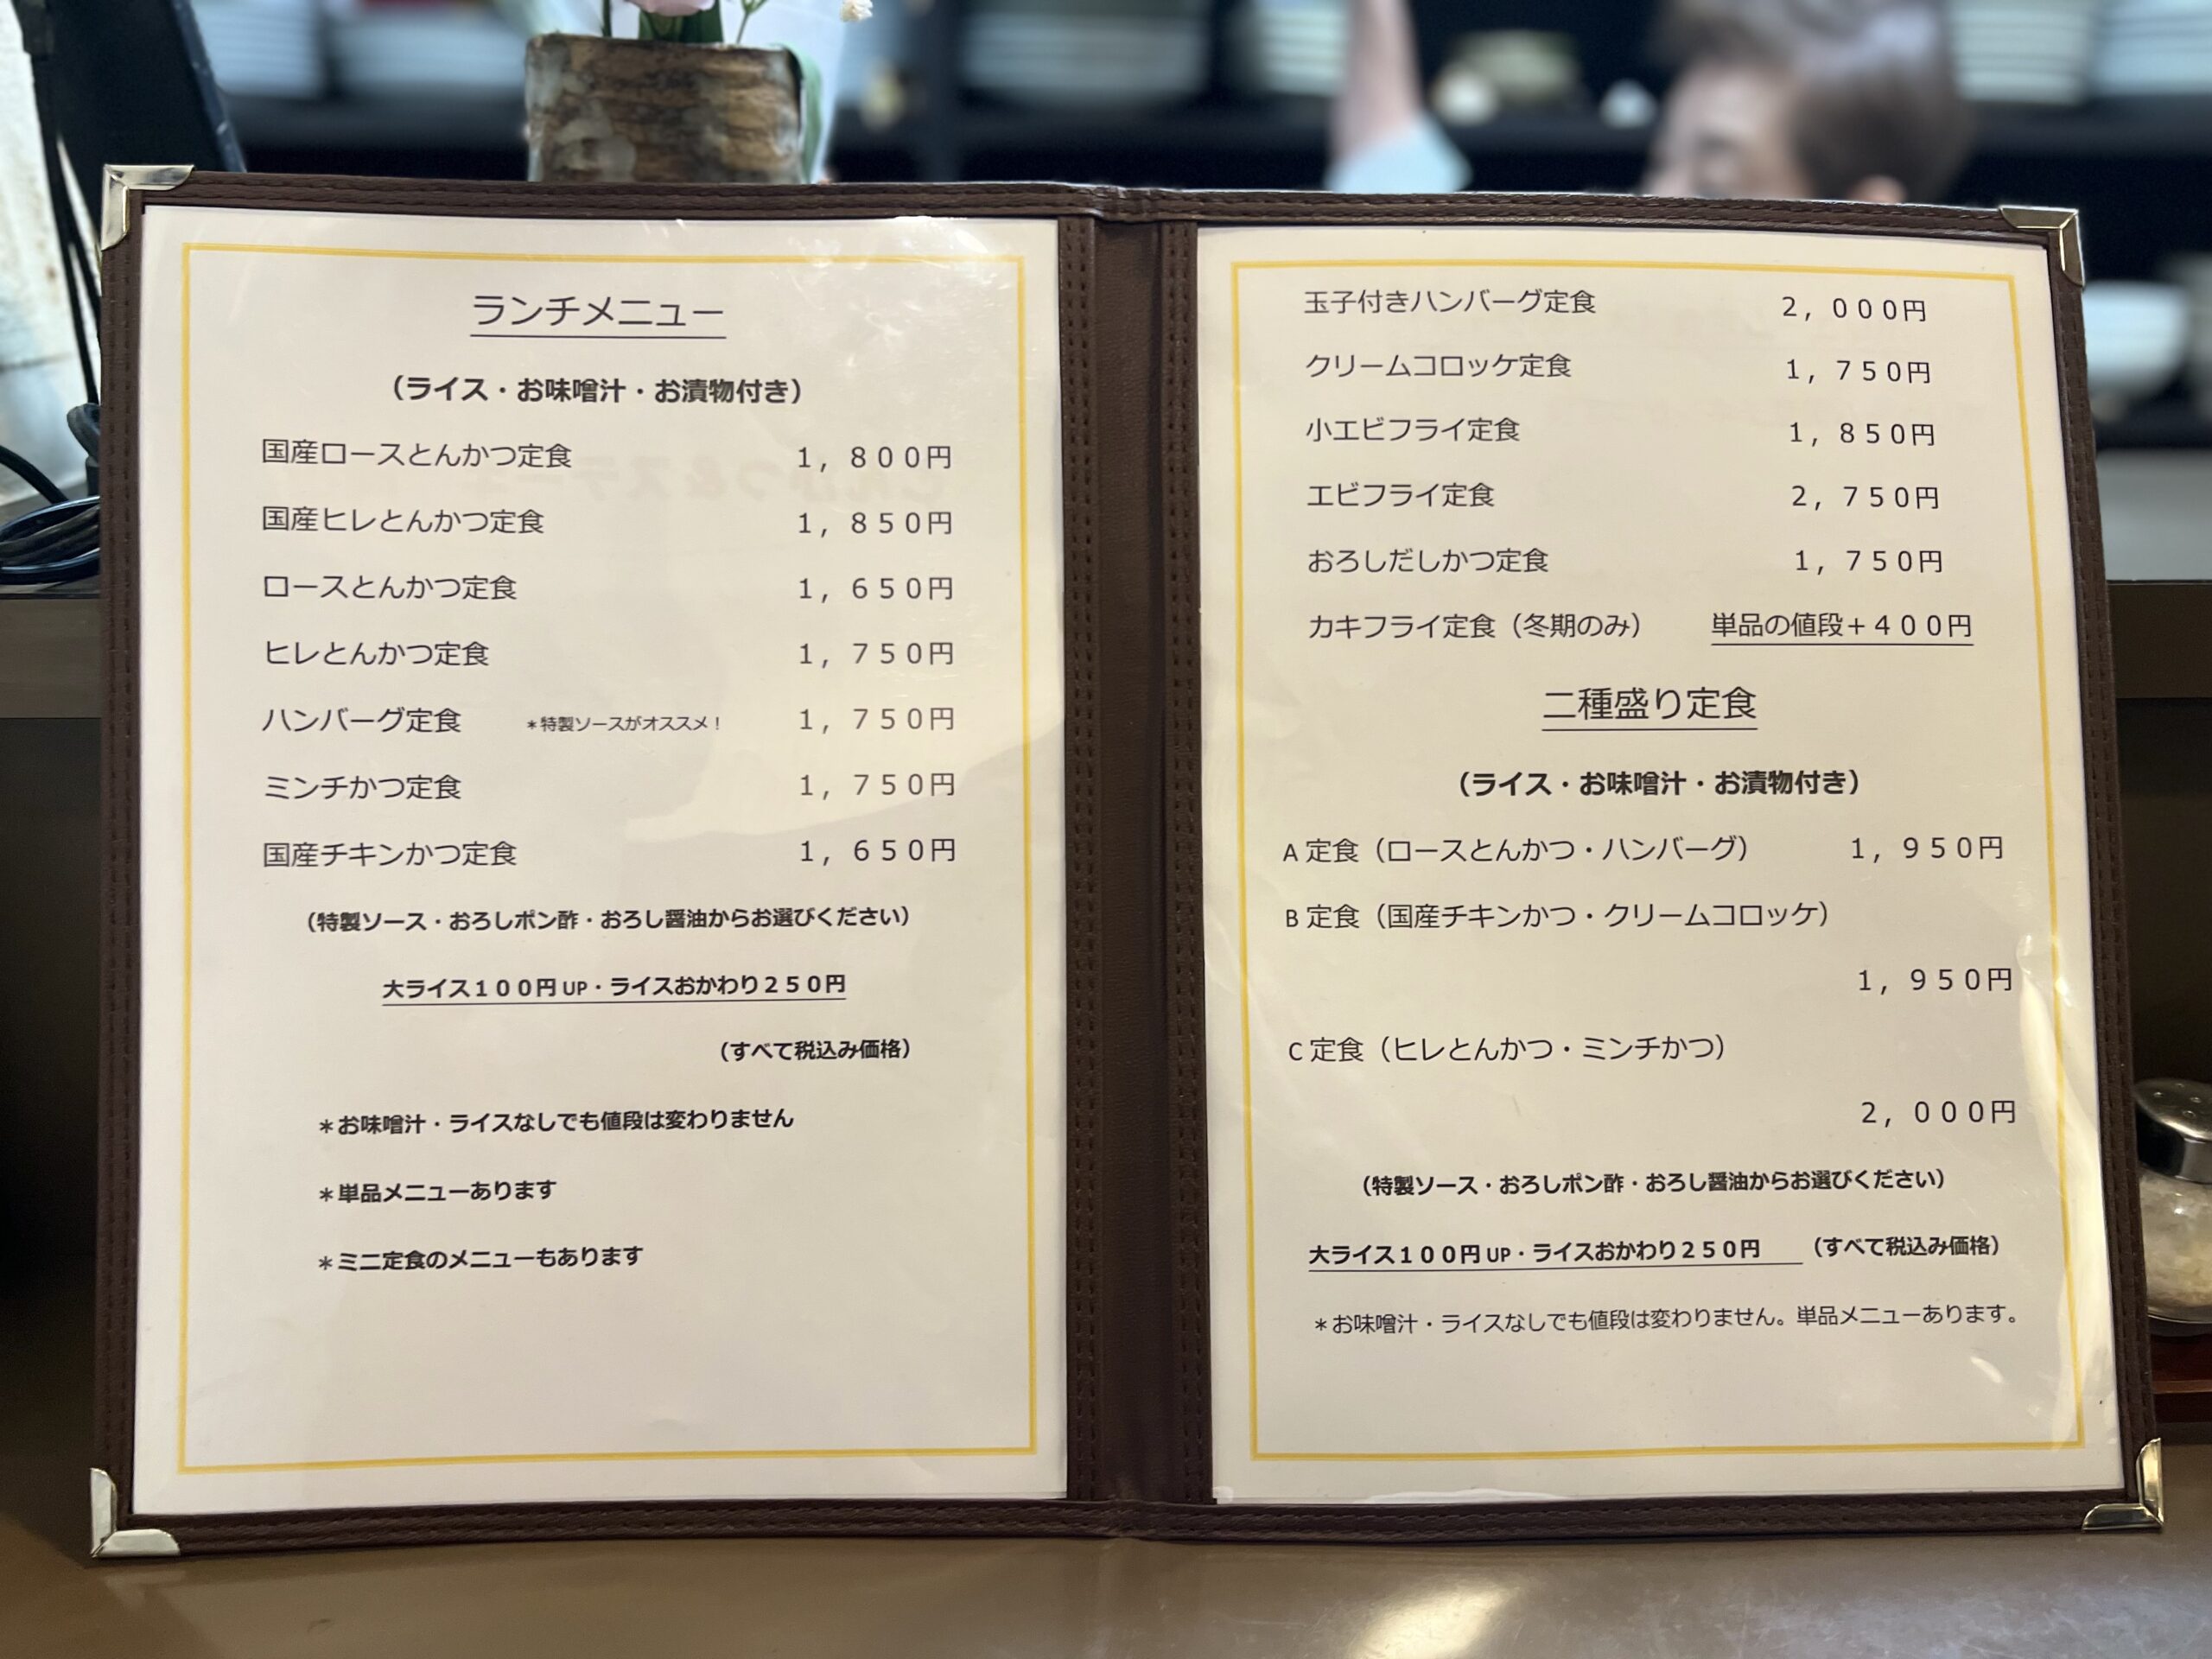 ランチメニュー
（ライス・お味噌汁・お漬物付き）
国産ロースとんかつ定食 1，800円
国産ヒレとんかつ定食 1，850円
ロースとんかつ定食 1，650円
ヒレとんかつ定食 1，750円
ハンバーグ定食 ＊特製ソースがオススメ！ 1，750円
ミンチかつ定食 1，750円
国産チキンかつ定食 1，650円
（特製ソース・おろしポン酢・おろし醤油からお選びください）
大ライス１００円UP・ライスおかわり２５０円
（すべて税込み価格）
＊お味噌汁・ライスなしでも値段は変わりません
＊単品メニューあります
＊ミニ定食のメニューもあります
玉子付きハンバーグ定食 2，000円
クリームコロッケ定食 1，750円
小エビフライ定食 1，850円
エビフライ定食 2，750円
おろしだしかつ定食 1，750円
カキフライ定食（冬期のみ） 単品の値段＋４００円
二種盛り定食
（ライス・お味噌汁・お漬物付き）
A 定食（ロースとんかつ・ハンバーグ） 1，950円
B 定食（国産チキンかつ・クリームコロッケ）
1，950円
C 定食（ヒレとんかつ・ミンチかつ）
2，000円
（特製ソース・おろしポン酢・おろし醤油からお選びください）
大ライス１００円UP・ライスおかわり２５０円 （すべて税込み価格）
＊お味噌汁・ライスなしでも値段は変わりません。単品メニューあります。